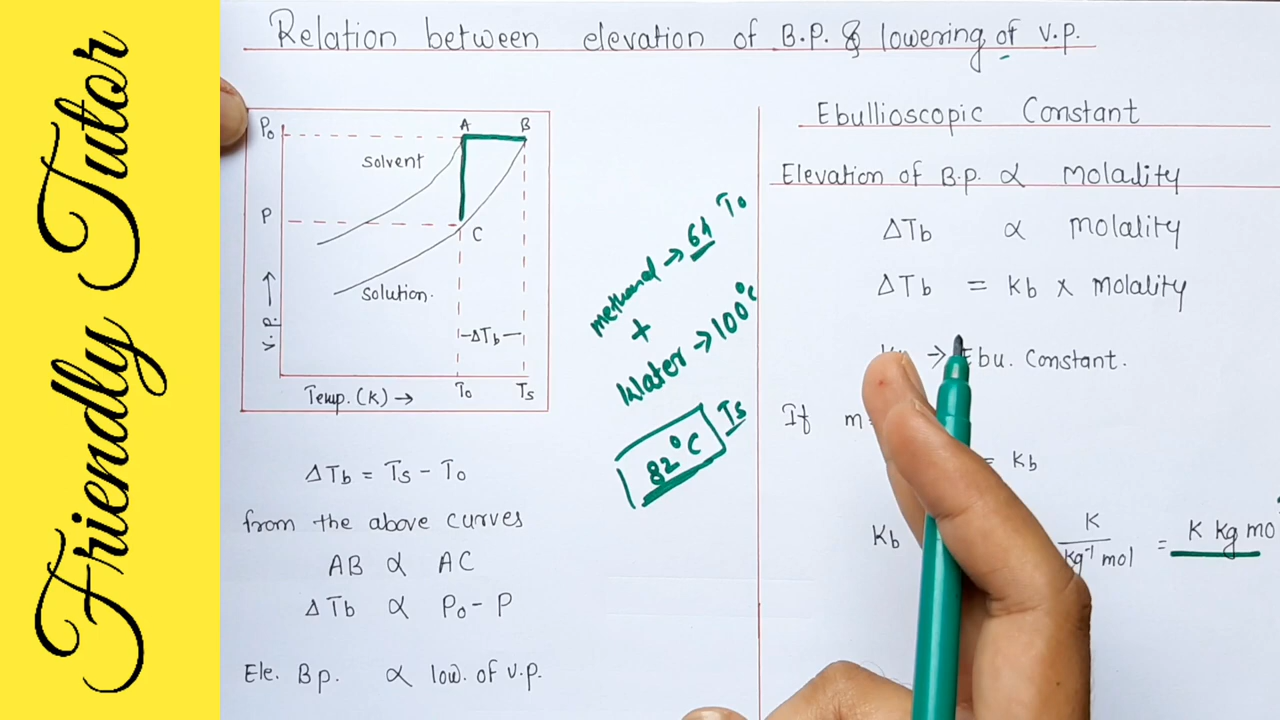 Friendly Tutor
Relation between elevation of B.P. & lowering of v.p.
P₀
A
B
solvent
P
C
solution.
V.P. →
ΔTb
Temp.(K) →
T₀
Ts
ΔTb = Ts - T₀
from the above curves
AB ∝ AC
ΔTb ∝ P₀ - P
Ele. Bp. ∝ low. of v.p.
methanol → 64 T₀
+
Water → 100°C
82°C Ts
Ebullioscopic Constant
Elevation of B.P. ∝ molality
ΔTb ∝ molality
ΔTb = Kb x molality
→ Ebu. Constant.
If m
= Kb
Kb K / kg⁻¹ mol = K kg mol